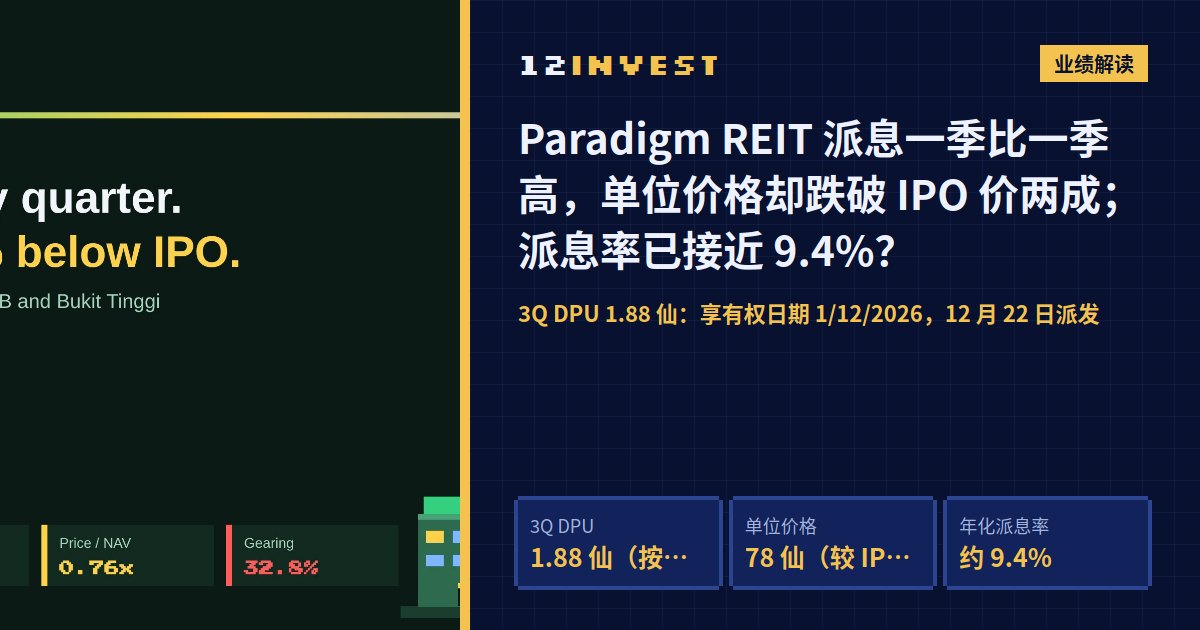 quarter.
below IPO.
B and Bukit Tinggi
Price / NAV
0.76x
Gearing
32.8%
12INVEST
业绩解读
Paradigm REIT 派息一季比一季
高，单位价格却跌破 IPO 价两成；
派息率已接近 9.4%？
3Q DPU 1.88 仙：享有权日期 1/12/2026，12 月 22 日派发
3Q DPU
1.88 仙（按…
单位价格
78 仙（较 IP…
年化派息率
约 9.4%